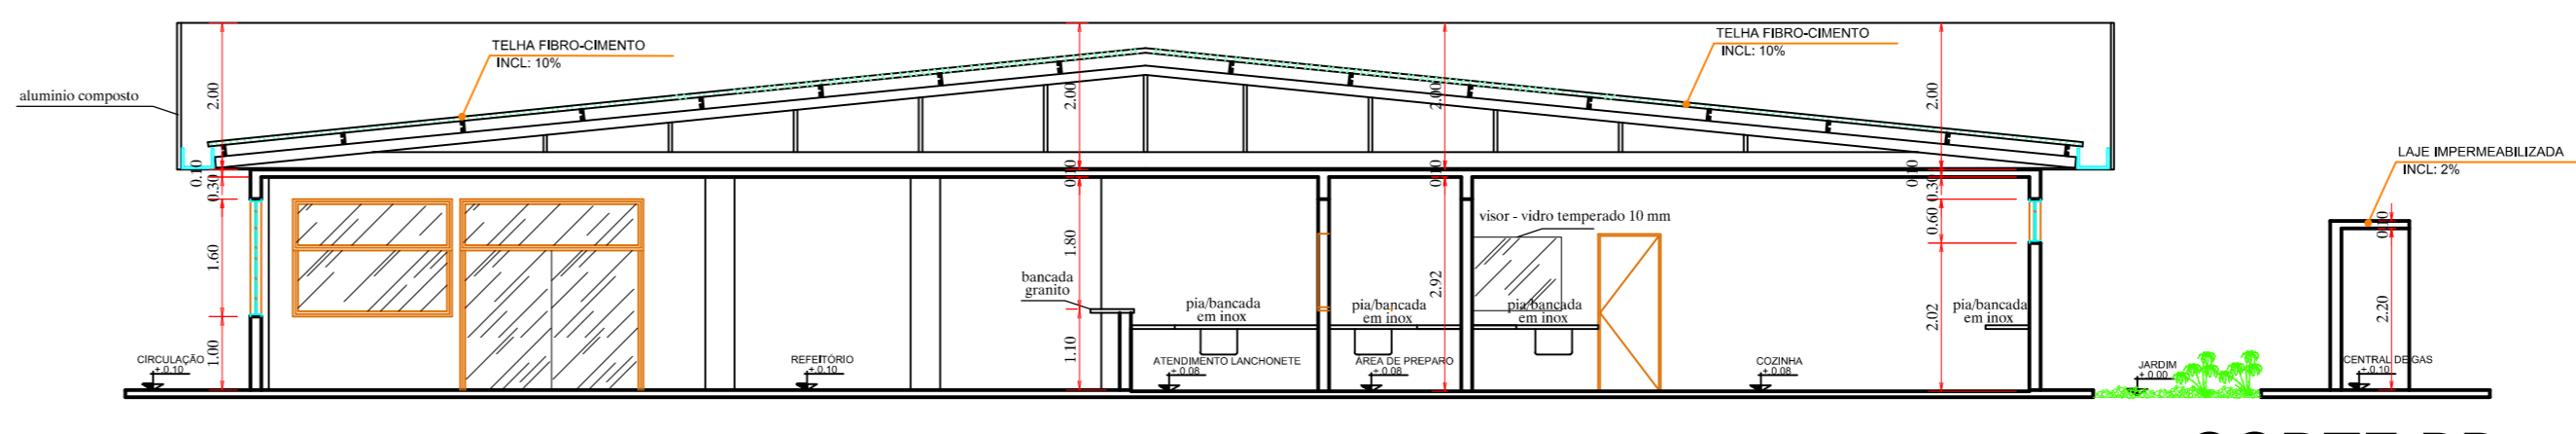 TELHA FIBRO-CIMENTO
INCL: 10%
TELHA FIBRO-CIMENTO
INCL: 10%
aluminio composto
2.00
2.00
2.00
2.00
LAJE IMPERMEABILIZADA
INCL: 2%
0.10
0.30
0.10
0.10
0.10
0.30
visor - vidro temperado 10 mm
0.60
0.10
1.60
1.80
bancada
granito
2.92
pia/bancada
em inox
pia/bancada
em inox
pia/bancada
em inox
pia/bancada
em inox
2.02
2.20
1.00
1.10
CIRCULAÇÃO
+ 0.10
REFEITÓRIO
+ 0.10
ATENDIMENTO LANCHONETE
+ 0.08
ÁREA DE PREPARO
+ 0.08
COZINHA
+ 0.08
JARDIM
+ 0.00
CENTRAL DE GAS
+ 0.10